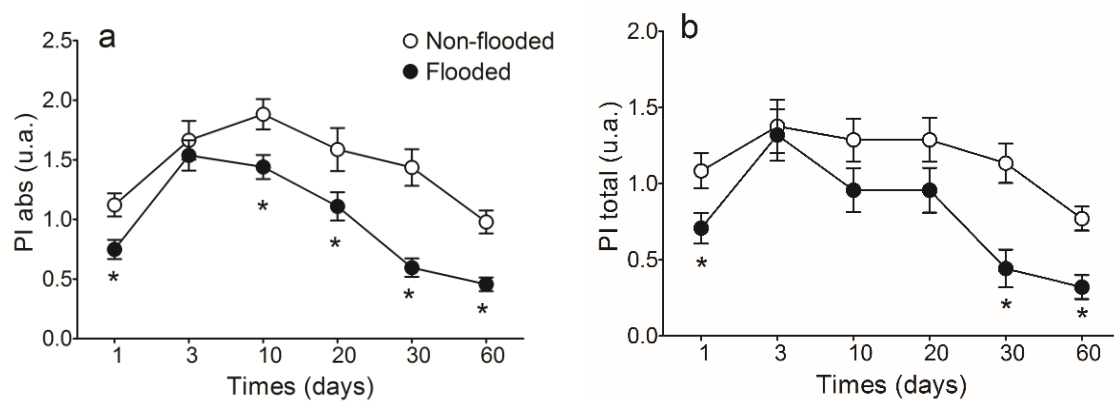 a
Non-flooded
Flooded
PI abs (u.a.)
2.5
2.0
1.5
1.0
0.5
0.0
* * * * *
1 3 10 20 30 60
Times (days)
b
PI total (u.a.)
2.0
1.5
1.0
0.5
0.0
* * *
1 3 10 20 30 60
Times (days)